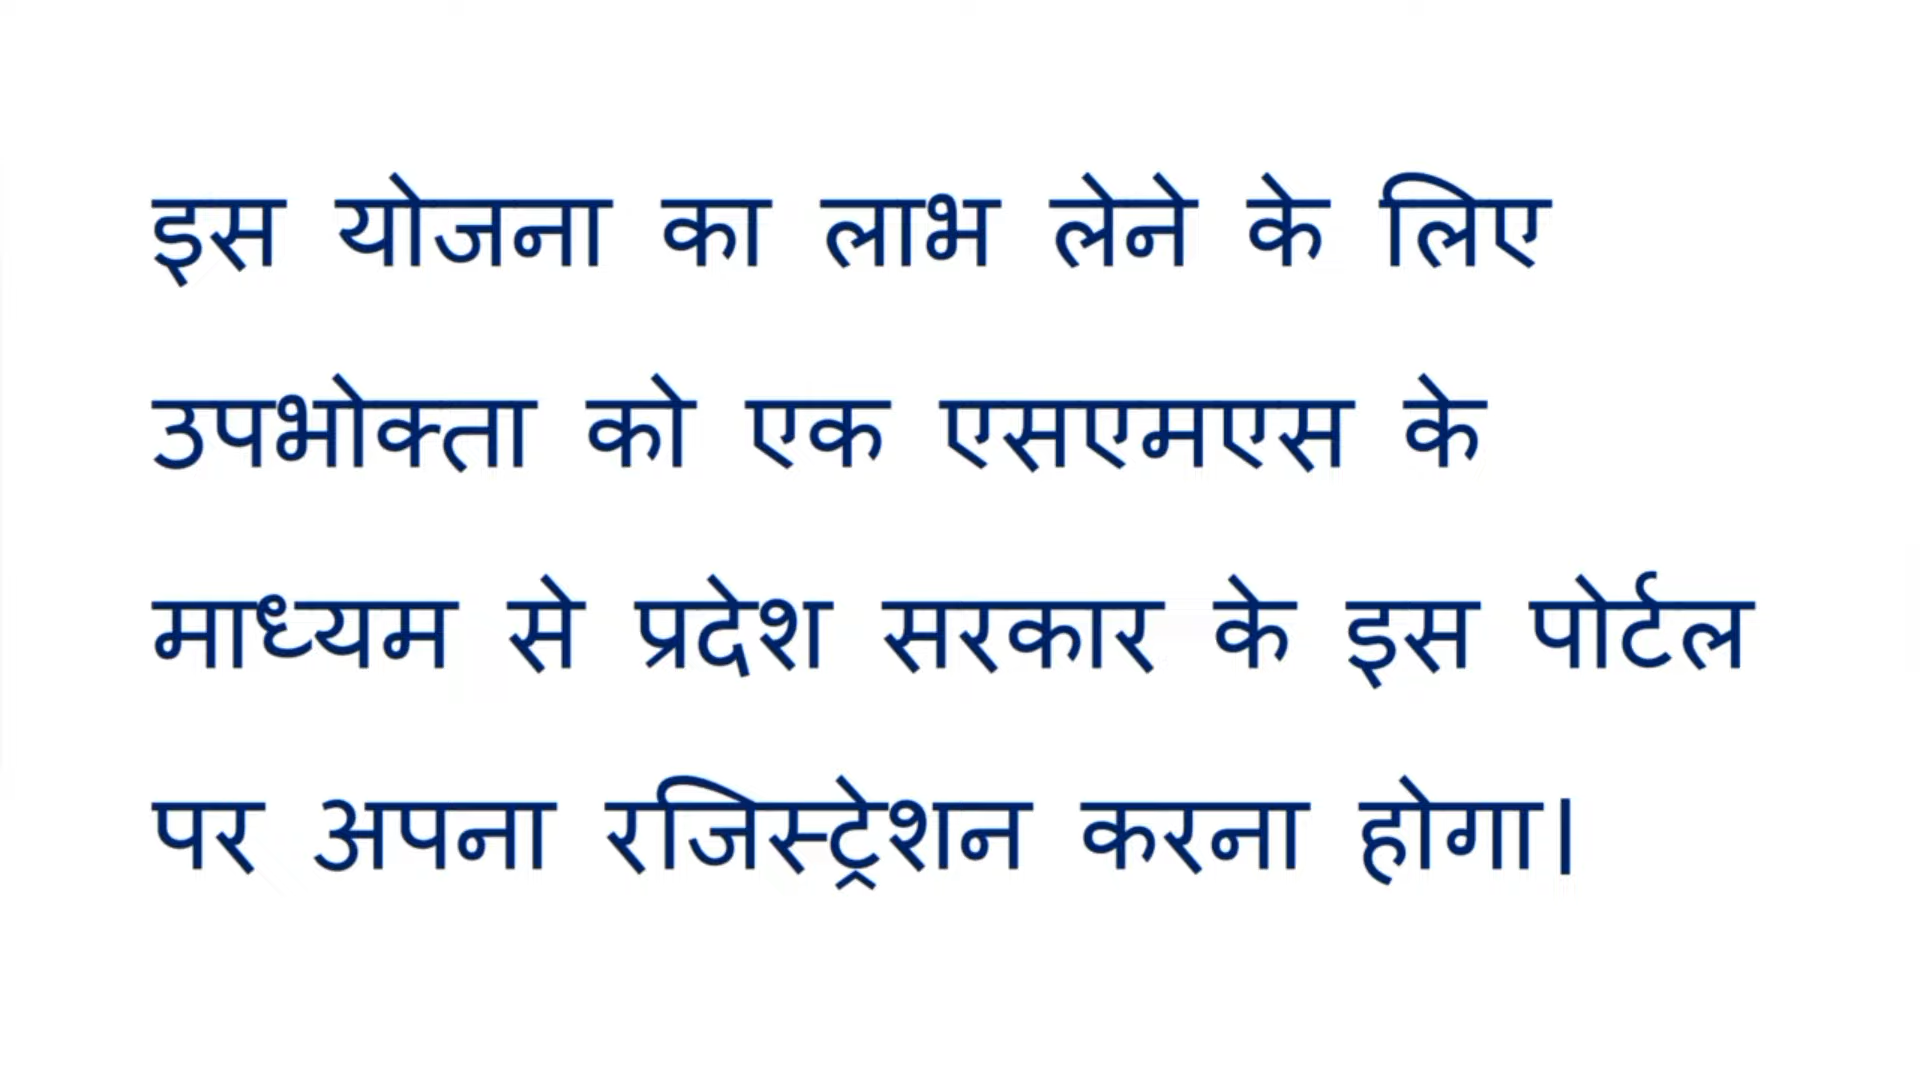 इस योजना का लाभ लेने के लिए
उपभोक्ता को एक एसएमएस के
माध्यम से प्रदेश सरकार के इस पोर्टल
पर अपना रजिस्ट्रेशन करना होगा।